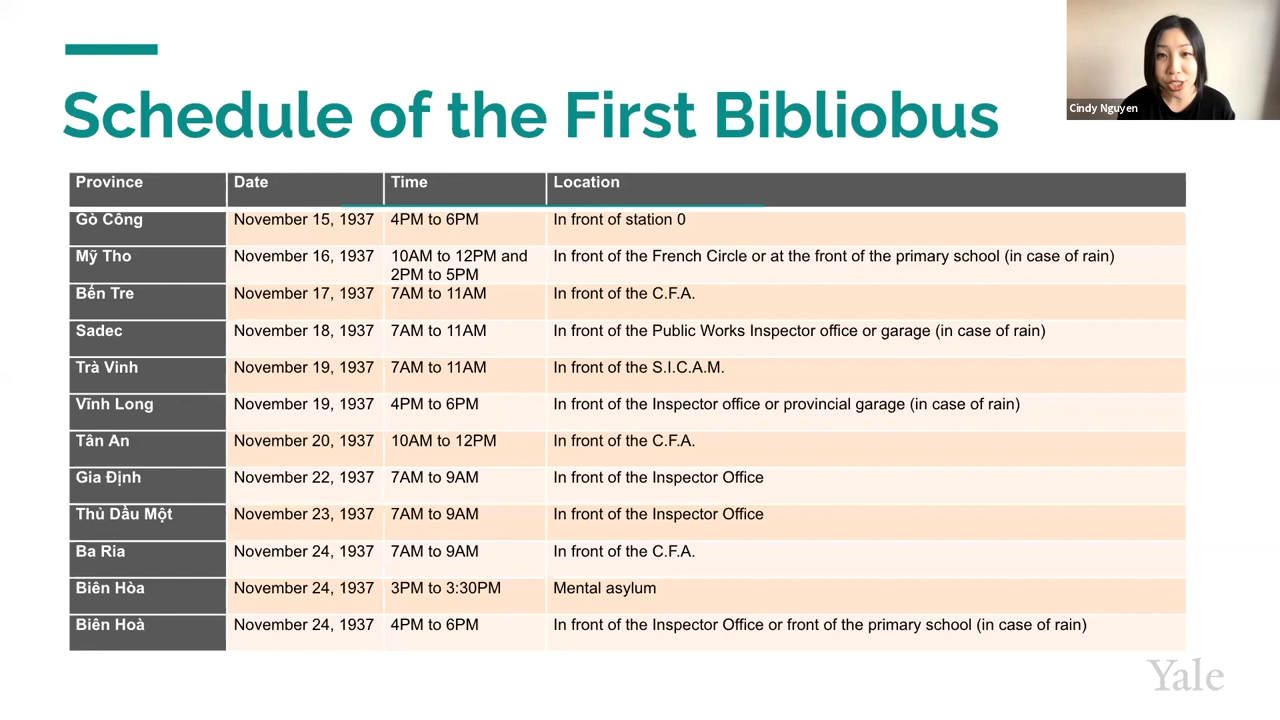 Schedule of the First Bibliobus
Cindy Nguyen
Province Date Time Location
Gò Công November 15, 1937 4PM to 6PM In front of station 0
Mỹ Tho November 16, 1937 10AM to 12PM and 2PM to 5PM In front of the French Circle or at the front of the primary school (in case of rain)
Bến Tre November 17, 1937 7AM to 11AM In front of the C.F.A.
Sadec November 18, 1937 7AM to 11AM In front of the Public Works Inspector office or garage (in case of rain)
Trà Vinh November 19, 1937 7AM to 11AM In front of the S.I.C.A.M.
Vĩnh Long November 19, 1937 4PM to 6PM In front of the Inspector office or provincial garage (in case of rain)
Tân An November 20, 1937 10AM to 12PM In front of the C.F.A.
Gia Định November 22, 1937 7AM to 9AM In front of the Inspector Office
Thủ Dầu Một November 23, 1937 7AM to 9AM In front of the Inspector Office
Ba Ria November 24, 1937 7AM to 9AM In front of the C.F.A.
Biên Hòa November 24, 1937 3PM to 3:30PM Mental asylum
Biên Hoà November 24, 1937 4PM to 6PM In front of the Inspector Office or front of the primary school (in case of rain)
Yale